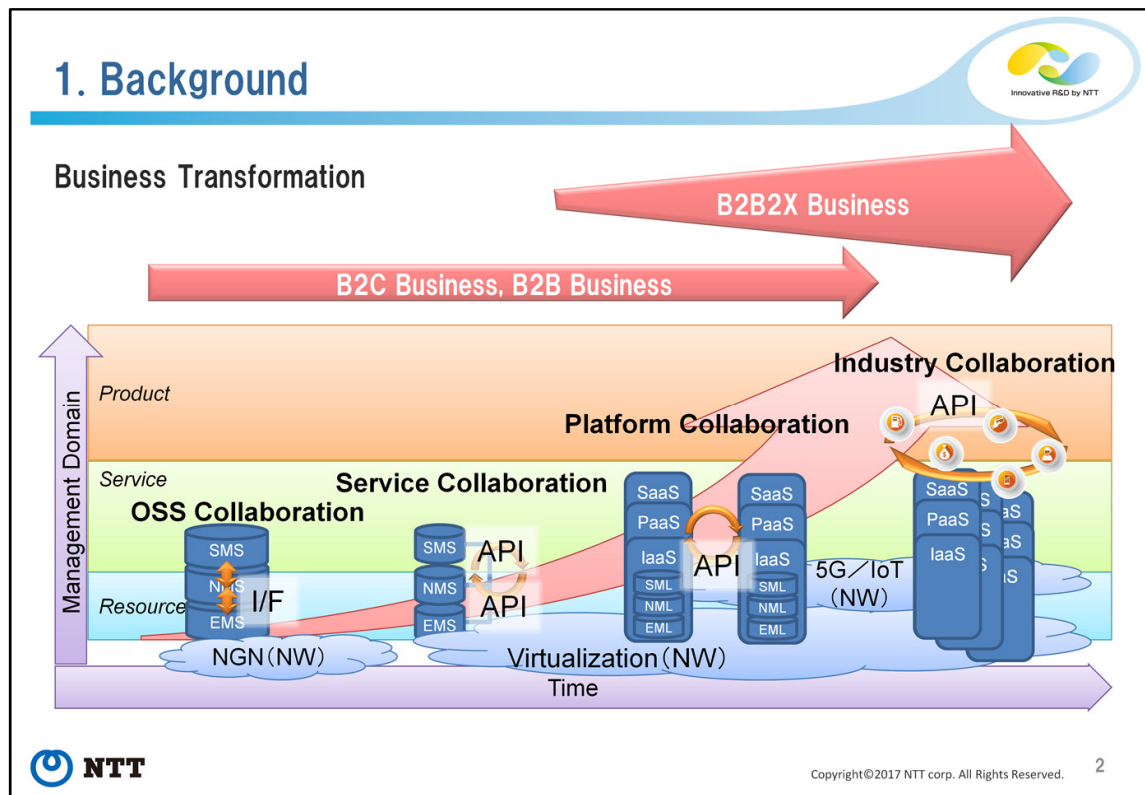 1. Background
Innovative R&D by NTT
Business Transformation
B2B2X Business
B2C Business, B2B Business
Management Domain
Product
Service
Resource
Industry Collaboration
API
Platform Collaboration
Service Collaboration
OSS Collaboration
SMS
NMS
EMS
I/F
SMS
NMS
EMS
API
API
SaaS
PaaS
IaaS
SML
NML
EML
API
SaaS
PaaS
IaaS
SML
NML
EML
5G／IoT
（NW）
SaaS
PaaS
IaaS
NGN（NW）
Virtualization（NW）
Time
NTT
Copyright©2017 NTT corp. All Rights Reserved.
2